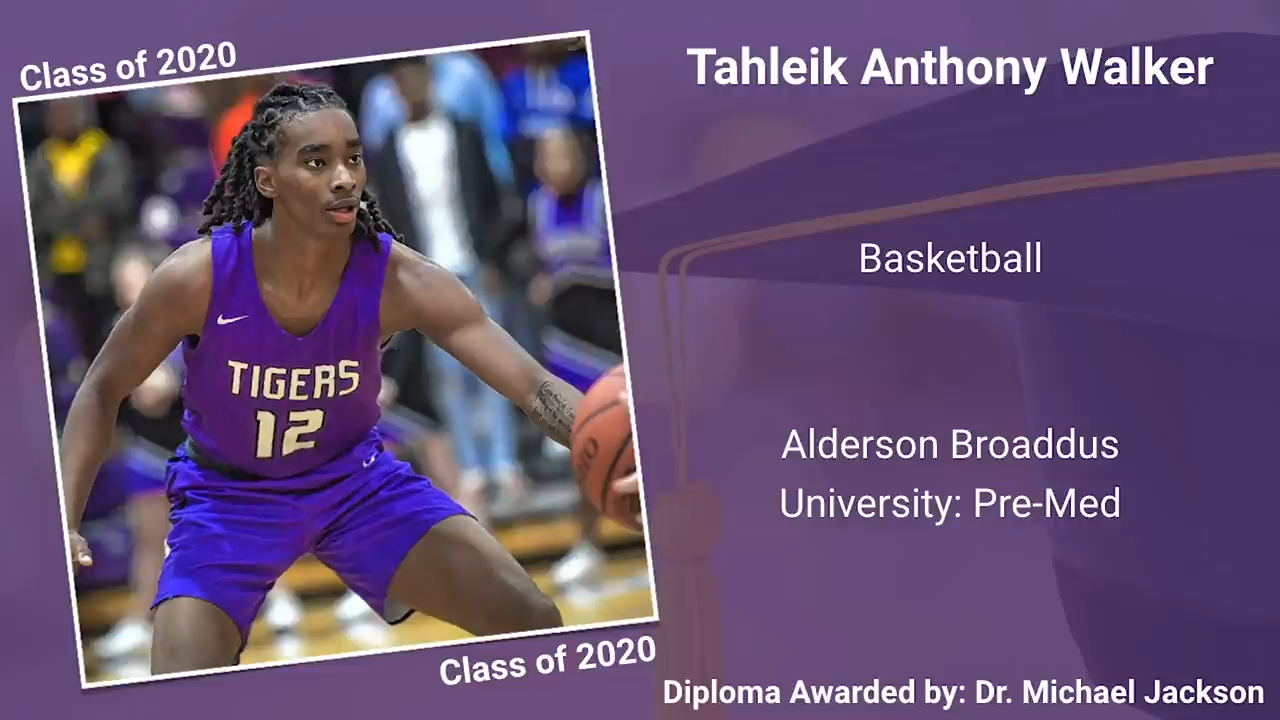 Class of 2020
Tahleik Anthony Walker
TIGERS
12
Basketball
Alderson Broaddus
University: Pre-Med
Class of 2020
Diploma Awarded by: Dr. Michael Jackson